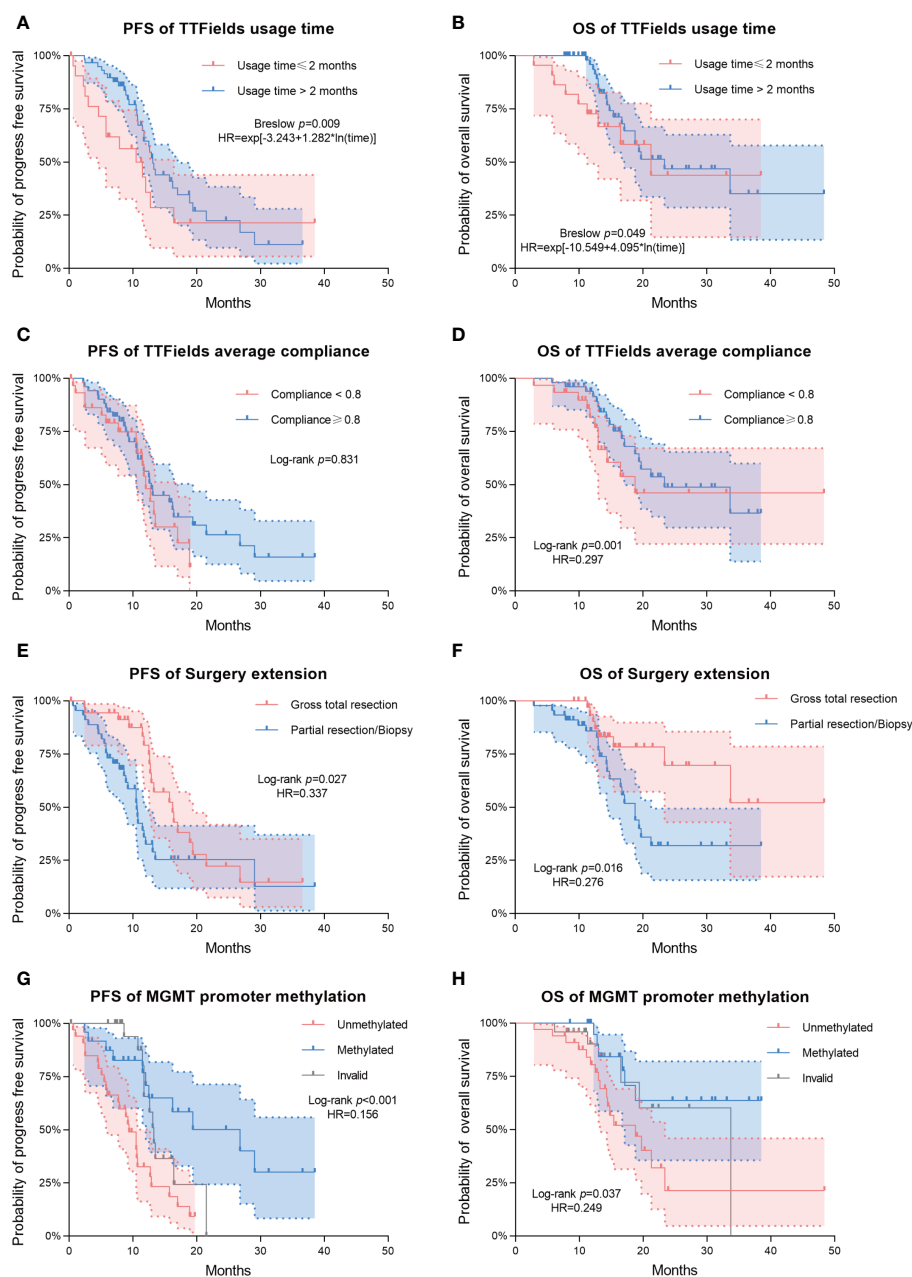 A
PFS of TTFields usage time
Probability of progress free survival
100%
75%
50%
25%
0%
0 10 20 30 40 50
Months
Usage time≤ 2 months
Usage time > 2 months
Breslow p=0.009
HR=exp[-3.243+1.282*ln(time)]
B
OS of TTFields usage time
Probability of overall survival
100%
75%
50%
25%
0%
0 10 20 30 40 50
Months
Usage time≤ 2 months
Usage time > 2 months
Breslow p=0.049
HR=exp[-10.549+4.095*ln(time)]
C
PFS of TTFields average compliance
Probability of progress free survival
100%
75%
50%
25%
0%
0 10 20 30 40 50
Months
Compliance < 0.8
Compliance≥ 0.8
Log-rank p=0.831
D
OS of TTFields average compliance
Probability of overall survival
100%
75%
50%
25%
0%
0 10 20 30 40 50
Months
Compliance < 0.8
Compliance≥ 0.8
Log-rank p=0.001
HR=0.297
E
PFS of Surgery extension
Probability of progress free survival
100%
75%
50%
25%
0%
0 10 20 30 40 50
Months
Gross total resection
Partial resection/Biopsy
Log-rank p=0.027
HR=0.337
F
OS of Surgery extension
Probability of overall survival
100%
75%
50%
25%
0%
0 10 20 30 40 50
Months
Gross total resection
Partial resection/Biopsy
Log-rank p=0.016
HR=0.276
G
PFS of MGMT promoter methylation
Probability of progress free survival
100%
75%
50%
25%
0%
0 10 20 30 40 50
Months
Unmethylated
Methylated
Invalid
Log-rank p<0.001
HR=0.156
H
OS of MGMT promoter methylation
Probability of overall survival
100%
75%
50%
25%
0%
0 10 20 30 40 50
Months
Unmethylated
Methylated
Invalid
Log-rank p=0.037
HR=0.249